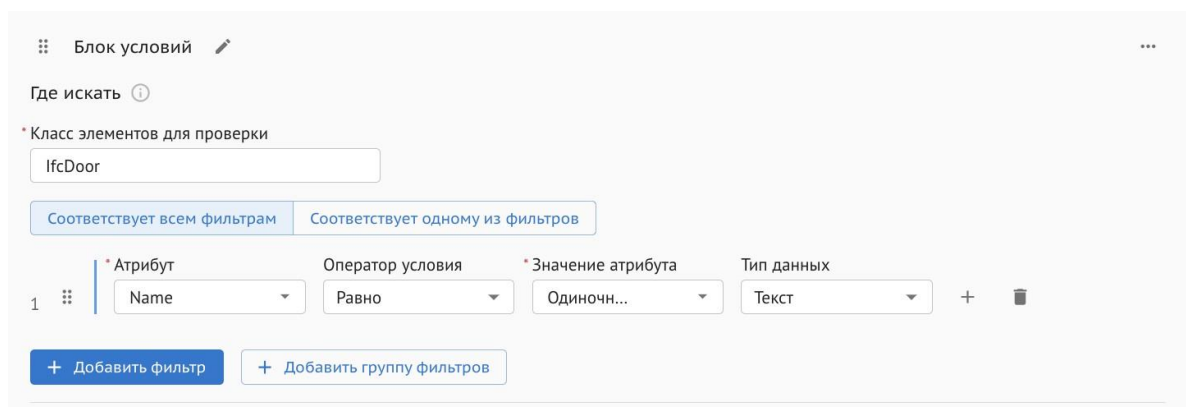 Блок условий
Где искать
* Класс элементов для проверки
IfcDoor
Соответствует всем фильтрам Соответствует одному из фильтров
* Атрибут Оператор условия * Значение атрибута Тип данных
1 Name Равно Одиночн... Текст
+ Добавить фильтр + Добавить группу фильтров